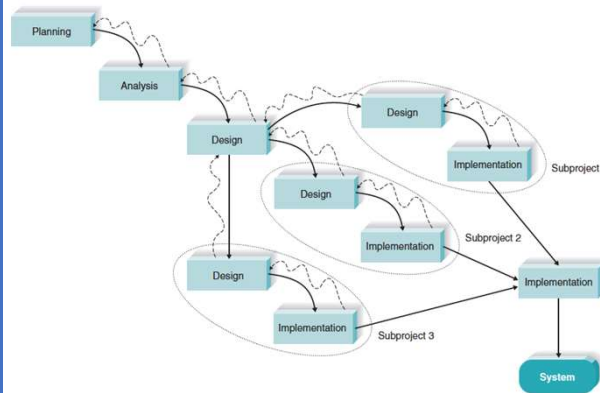 Planning
Analysis
Design
Design
Implementation
Subproject
Design
Implementation
Subproject 2
Design
Implementation
Subproject 3
Implementation
System